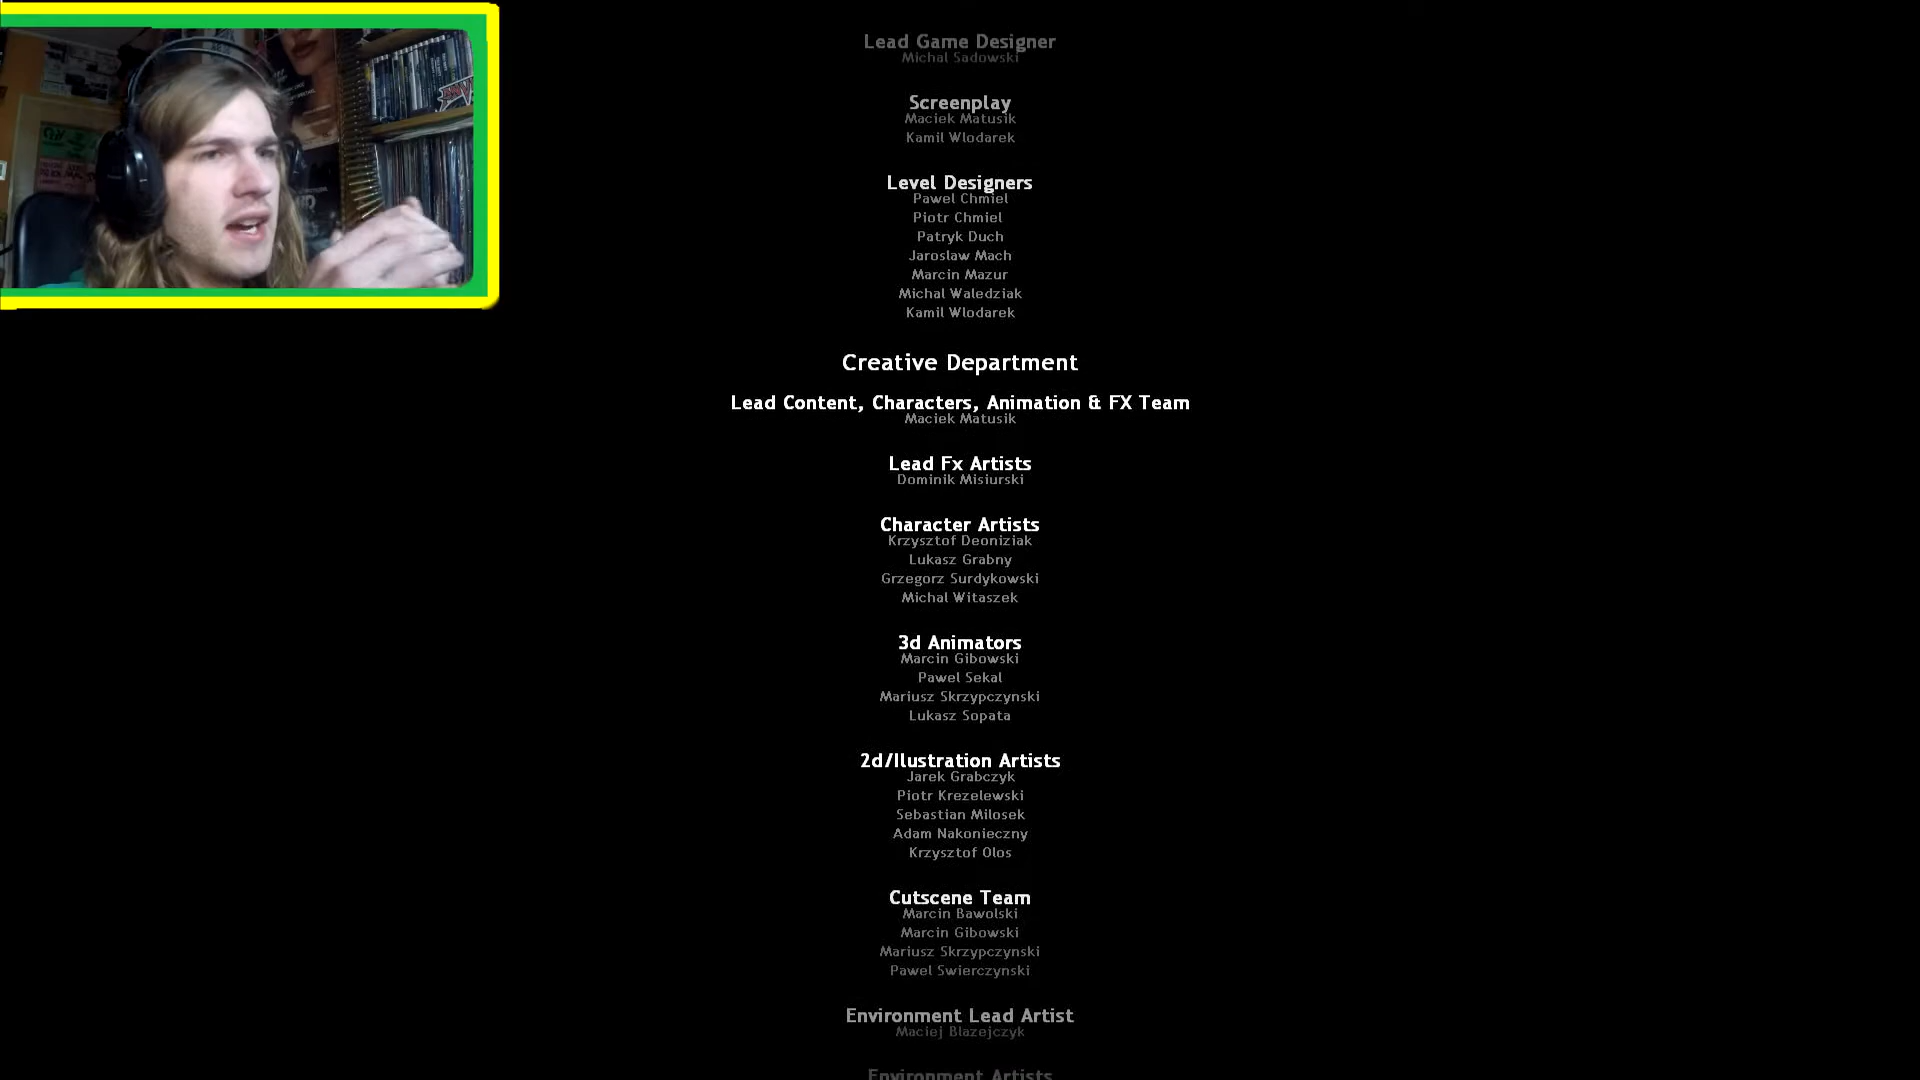 Lead Game Designer
Michal Sadowski
Screenplay
Maciek Matusik
Kamil Wlodarek
Level Designers
Pawel Chmiel
Piotr Chmiel
Patryk Duch
Jaroslaw Mach
Marcin Mazur
Michal Waledziak
Kamil Wlodarek
Creative Department
Lead Content, Characters, Animation & FX Team
Maciek Matusik
Lead Fx Artists
Dominik Misiurski
Character Artists
Krzysztof Deoniziak
Lukasz Grabny
Grzegorz Surdykowski
Michal Witaszek
3d Animators
Marcin Gibowski
Pawel Sekal
Mariusz Skrzypczynski
Lukasz Sopata
2d/Ilustration Artists
Jarek Grabczyk
Piotr Krezelewski
Sebastian Milosek
Adam Nakonieczny
Krzysztof Olos
Cutscene Team
Marcin Bawolski
Marcin Gibowski
Mariusz Skrzypczynski
Pawel Swierczynski
Environment Lead Artist
Maciej Blazejczyk
Environment Artists